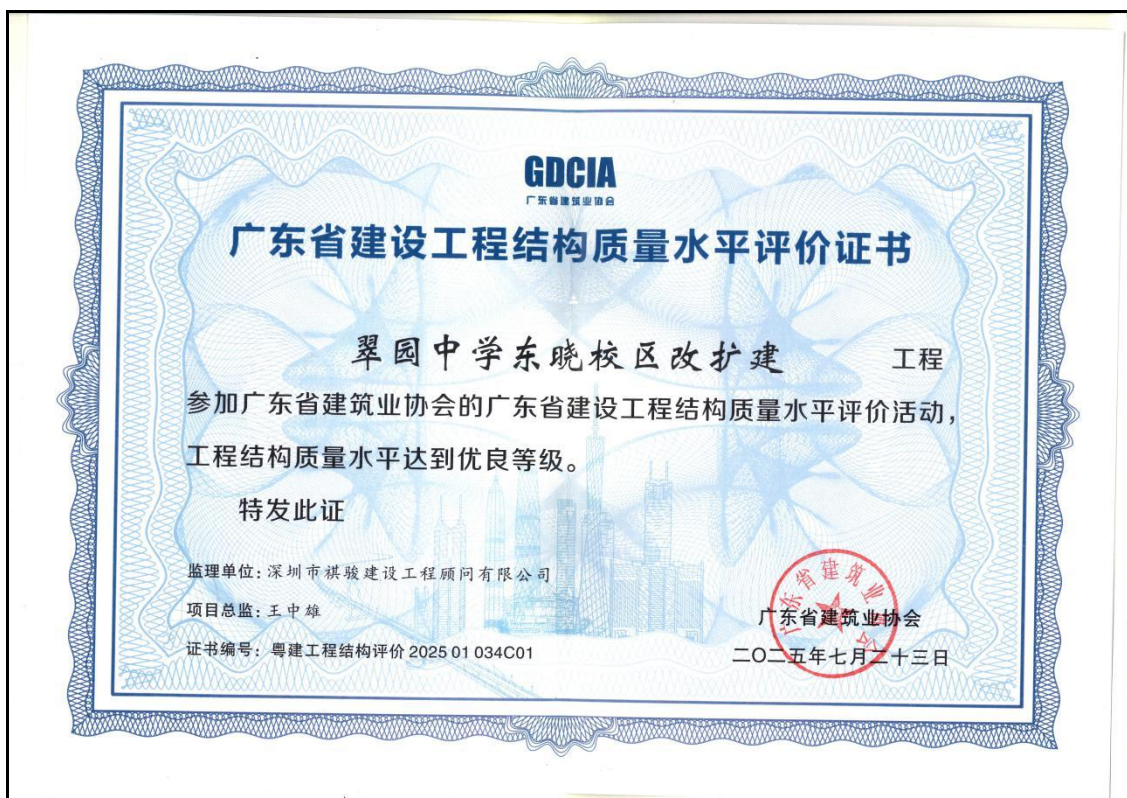 GDCIA
广东省建筑业协会
广东省建设工程结构质量水平评价证书
翠园中学东晓校区改扩建 工程
参加广东省建筑业协会的广东省建设工程结构质量水平评价活动，
工程结构质量水平达到优良等级。
特发此证
监理单位：深圳市祺骏建设工程顾问有限公司
项目总监：王中雄
证书编号：粤建工程结构评价 2025 01 034C01
广东省建筑业协会
广东省建筑业协会
二〇二五年七月二十三日